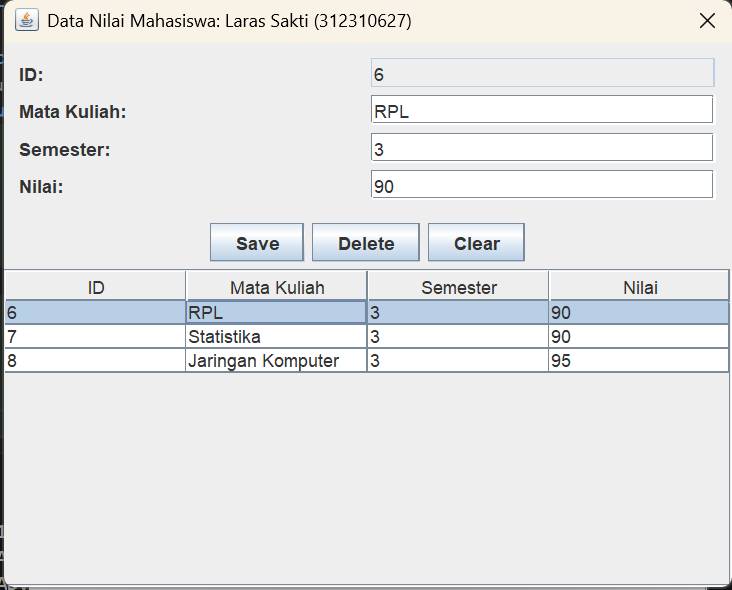 Data Nilai Mahasiswa: Laras Sakti (312310627)
ID: 6
Mata Kuliah: RPL
Semester: 3
Nilai: 90
Save Delete Clear
ID Mata Kuliah Semester Nilai
6 RPL 3 90
7 Statistika 3 90
8 Jaringan Komputer 3 95